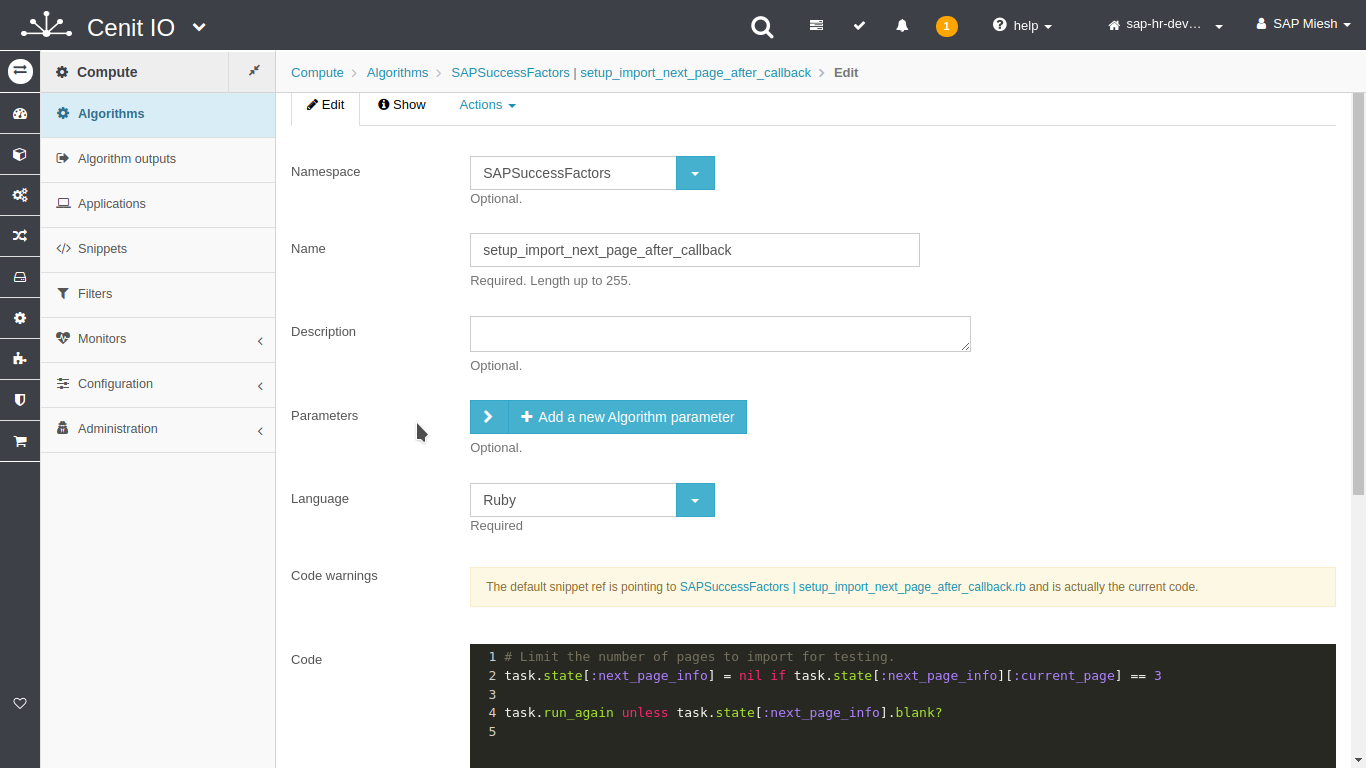 Cenit IO
1
help
sap-hr-dev…
SAP Miesh
Compute
Compute
Algorithms
SAPSuccessFactors | setup_import_next_page_after_callback
Edit
Algorithms
Algorithm outputs
Applications
Snippets
Filters
Monitors
Configuration
Administration
Edit
Show
Actions
Namespace
SAPSuccessFactors
Optional.
Name
setup_import_next_page_after_callback
Required. Length up to 255.
Description
Optional.
Parameters
Add a new Algorithm parameter
Optional.
Language
Ruby
Required
Code warnings
The default snippet ref is pointing to SAPSuccessFactors | setup_import_next_page_after_callback.rb and is actually the current code.
Code
1 # Limit the number of pages to import for testing.
2 task.state[:next_page_info] = nil if task.state[:next_page_info][:current_page] == 3
3
4 task.run_again unless task.state[:next_page_info].blank?
5